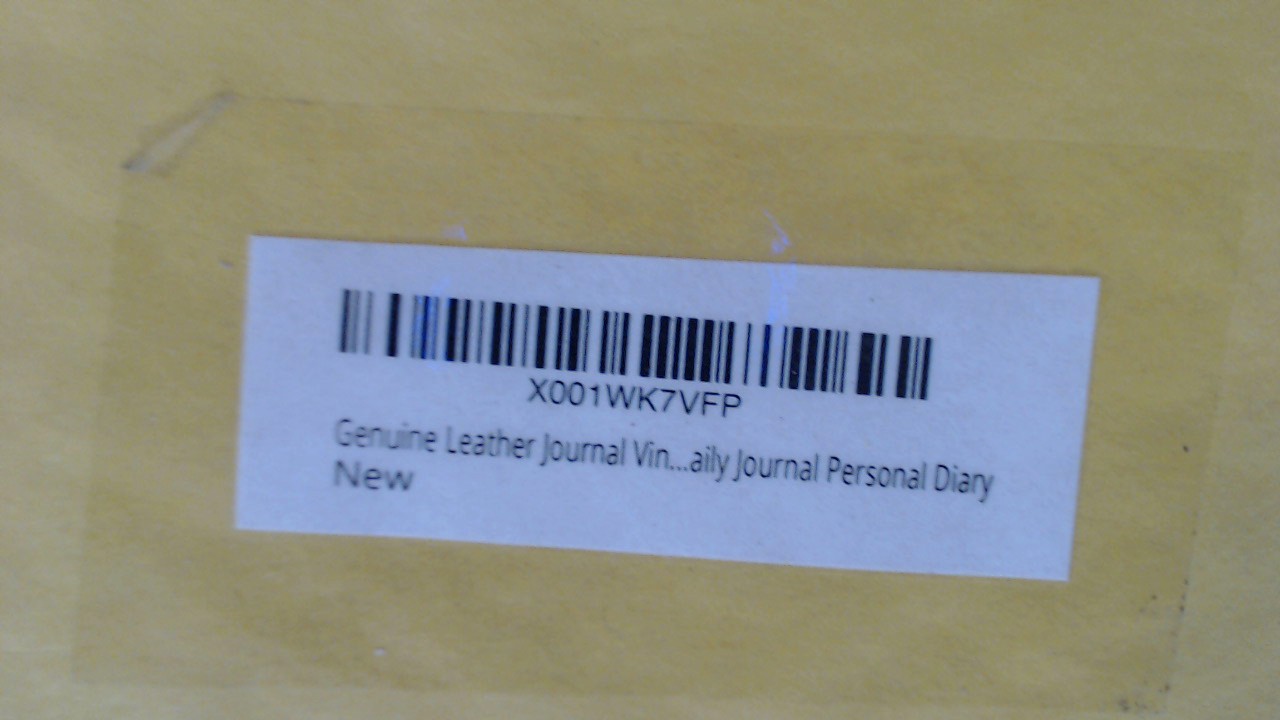 X001WK7VFP
Genuine Leather Journal Vin...aily Journal Personal Diary
New